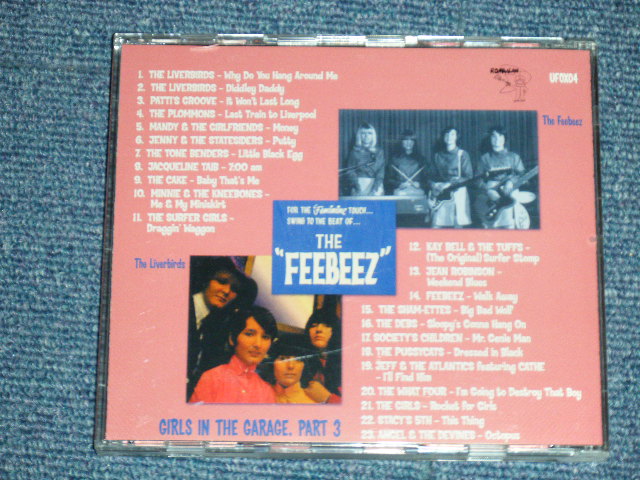 1. THE LIVERBIRDS – Why Do You Hang Around Me
2. THE LIVERBIRDS – Diddley Daddy
3. PATTI'S GROOVE – It Won't Last Long
4. THE PLOMMONS – Last Train to Liverpool
5. MANDY & THE GIRLFRIENDS – Money
6. JENNY & THE STATESIDERS – Putty
7. THE TONE BENDERS – Little Black Egg
8. JACQUELINE TAIB – 7:00 am
9. THE CAKE – Baby That's Me
10. MINNIE & THE KNEEBONES –
Me & My Miniskirt
11. THE SURFER GIRLS –
Draggin' Waggon
ROMULAN
UFOX04
The Feebeez
FOR THE Feminine TOUCH...
SWING TO THE BEAT OF...
THE
"FEEBEEZ"
The Liverbirds
12. KAY BELL & THE TUFFS –
(The Original) Surfer Stomp
13. JEAN ROBINSON –
Weekend Blues
14. FEEBEEZ – Walk Away
15. THE SHAM-ETTES – Big Bad Wolf
16. THE DEBS – Sloopy's Gonna Hang On
17. SOCIETY'S CHILDREN – Mr. Genie Man
18. THE PUSSYCATS – Dressed in Black
19. JEFF & THE ATLANTICS featuring CATHE
– I'll Find Him
20. THE WHAT FOUR – I'm Going to Destroy That Boy
21. THE GIRLS – Rocket For Girls
22. STACY'S 5TH – This Thing
23. ANGEL & THE DEVINES – Octopus
GIRLS IN THE GARAGE. PART 3